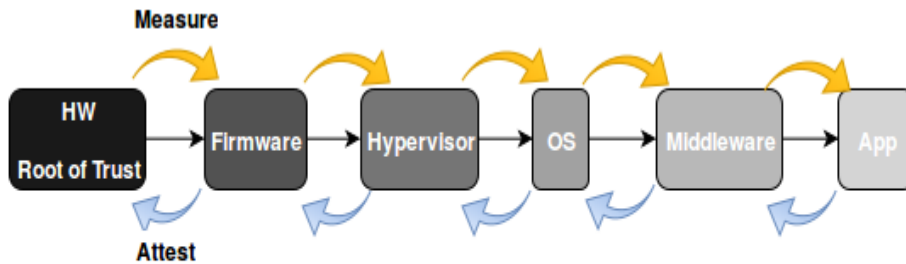 Measure
HW
Root of Trust
Firmware
Hypervisor
OS
Middleware
App
Attest